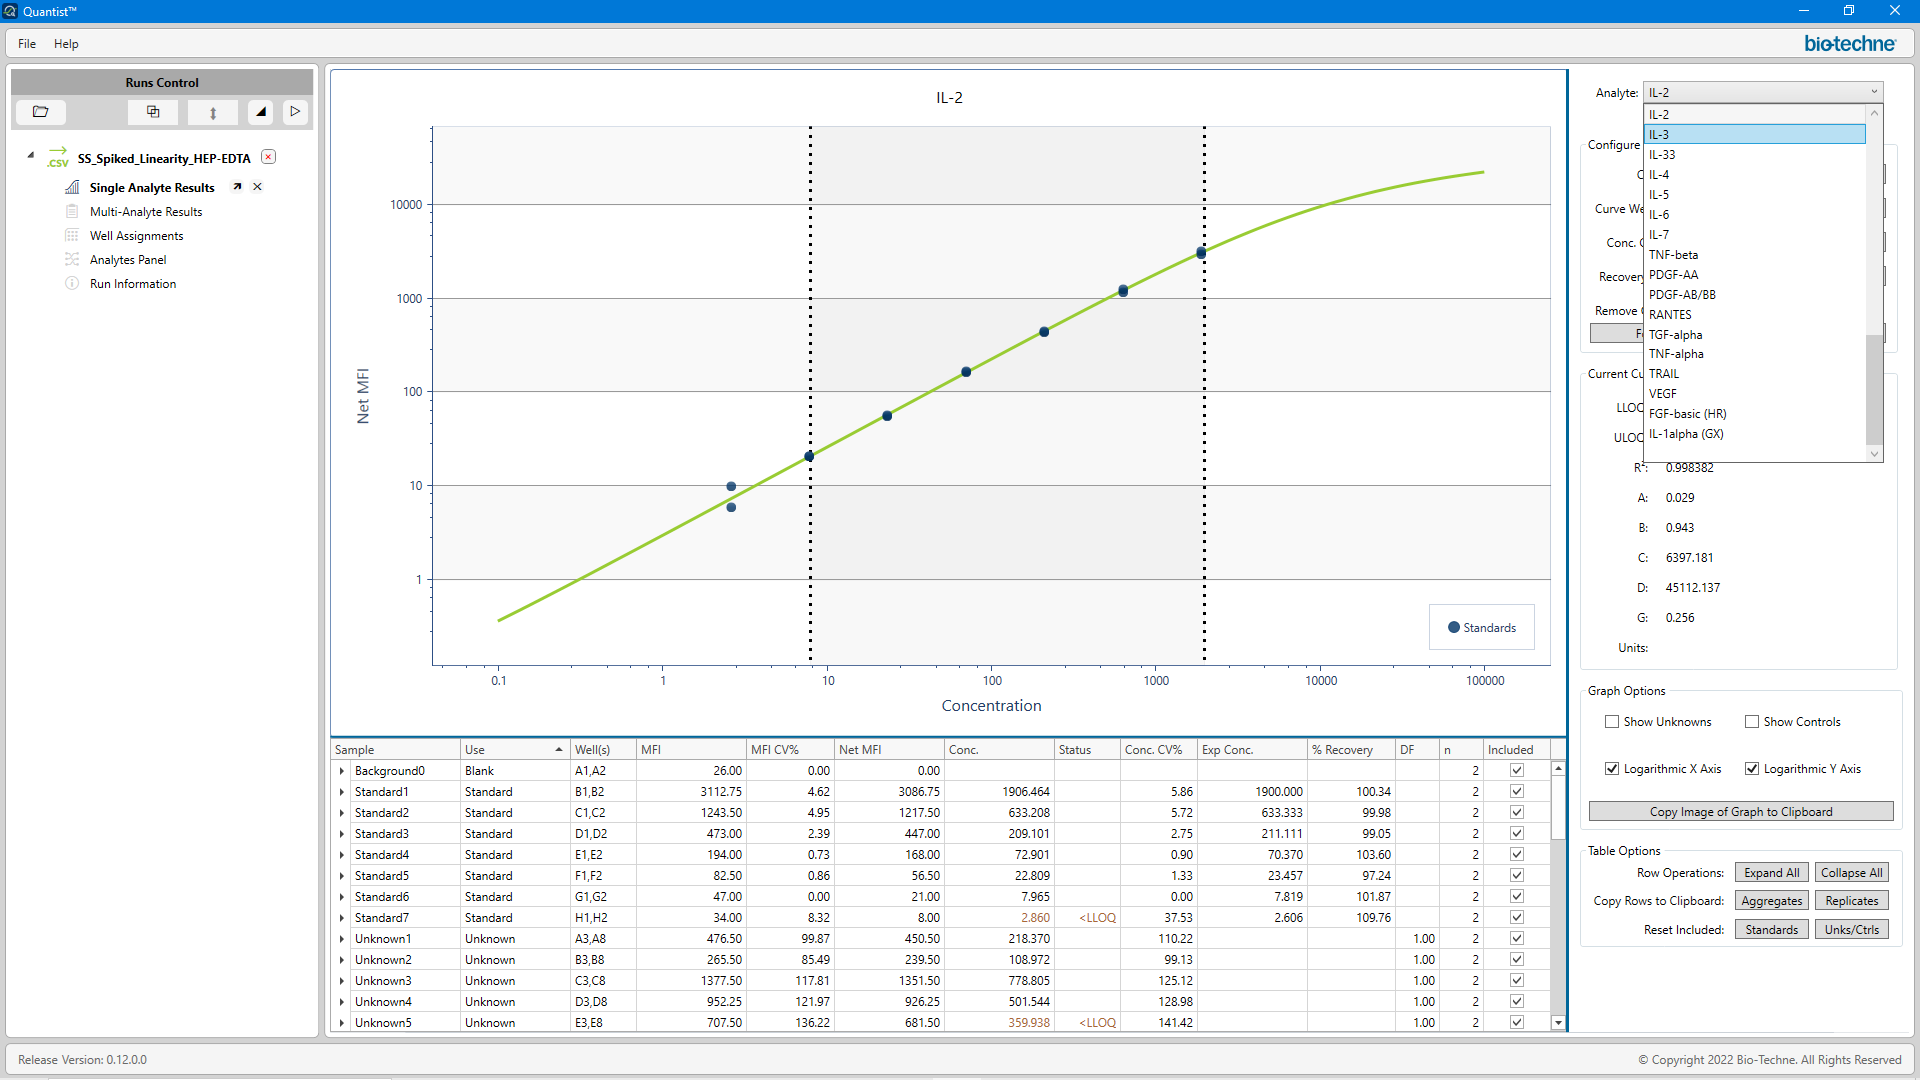 Quantist™
File Help
bio-techne
Runs Control
.CSV SS_Spiked_Linearity_HEP-EDTA
Single Analyte Results
Multi-Analyte Results
Well Assignments
Analytes Panel
Run Information
IL-2
Net MFI
10000
1000
100
10
1
0.1 1 10 100 1000 10000 100000
Concentration
Standards
Sample Use Well(s) MFI MFI CV% Net MFI Conc. Status Conc. CV% Exp Conc. % Recovery DF n Included
Background0 Blank A1,A2 26.00 0.00 0.00 2
Standard1 Standard B1,B2 3112.75 4.62 3086.75 1906.464 5.86 1900.000 100.34 2
Standard2 Standard C1,C2 1243.50 4.95 1217.50 633.208 5.72 633.333 99.98 2
Standard3 Standard D1,D2 473.00 2.39 447.00 209.101 2.75 211.111 99.05 2
Standard4 Standard E1,E2 194.00 0.73 168.00 72.901 0.90 70.370 103.60 2
Standard5 Standard F1,F2 82.50 0.86 56.50 22.809 1.33 23.457 97.24 2
Standard6 Standard G1,G2 47.00 0.00 21.00 7.965 0.00 7.819 101.87 2
Standard7 Standard H1,H2 34.00 8.32 8.00 2.860 <LLOQ 37.53 2.606 109.76 2
Unknown1 Unknown A3,A8 476.50 99.87 450.50 218.370 110.22 1.00 2
Unknown2 Unknown B3,B8 265.50 85.49 239.50 108.972 99.13 1.00 2
Unknown3 Unknown C3,C8 1377.50 117.81 1351.50 778.805 125.12 1.00 2
Unknown4 Unknown D3,D8 952.25 121.97 926.25 501.544 128.98 1.00 2
Unknown5 Unknown E3,E8 707.50 136.22 681.50 359.938 <LLOQ 141.42 1.00 2
Analyte: IL-2
IL-2
IL-3
IL-33
IL-4
IL-5
IL-6
IL-7
TNF-beta
PDGF-AA
PDGF-AB/BB
RANTES
TGF-alpha
TNF-alpha
TRAIL
VEGF
FGF-basic (HR)
IL-1alpha (GX)
Configure
Curve We
Conc. 
Recovery
Remove
Current Cu
LLOQ
ULOQ
R²: 0.998382
A: 0.029
B: 0.943
C: 6397.181
D: 45112.137
G: 0.256
Units:
Graph Options
Show Unknowns Show Controls
Logarithmic X Axis Logarithmic Y Axis
Copy Image of Graph to Clipboard
Table Options
Row Operations: Expand All Collapse All
Copy Rows to Clipboard: Aggregates Replicates
Reset Included: Standards Unks/Ctrls
Release Version: 0.12.0.0
© Copyright 2022 Bio-Techne. All Rights Reserved